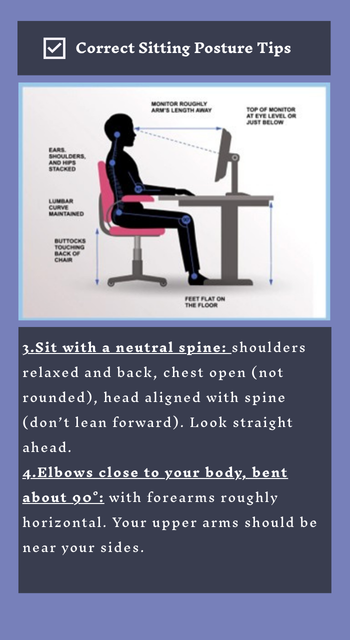 Correct Sitting Posture Tips
MONITOR ROUGHLY
ARM'S LENGTH AWAY
TOP OF MONITOR
AT EYE LEVEL OR
JUST BELOW
EARS,
SHOULDERS,
AND HIPS
STACKED
LUMBAR
CURVE
MAINTAINED
BUTTOCKS
TOUCHING
BACK OF
CHAIR
FEET FLAT ON
THE FLOOR
3.Sit with a neutral spine: shoulders
relaxed and back, chest open (not
rounded), head aligned with spine
(don't lean forward). Look straight
ahead.
4.Elbows close to your body, bent
about 90°: with forearms roughly
horizontal. Your upper arms should be
near your sides.